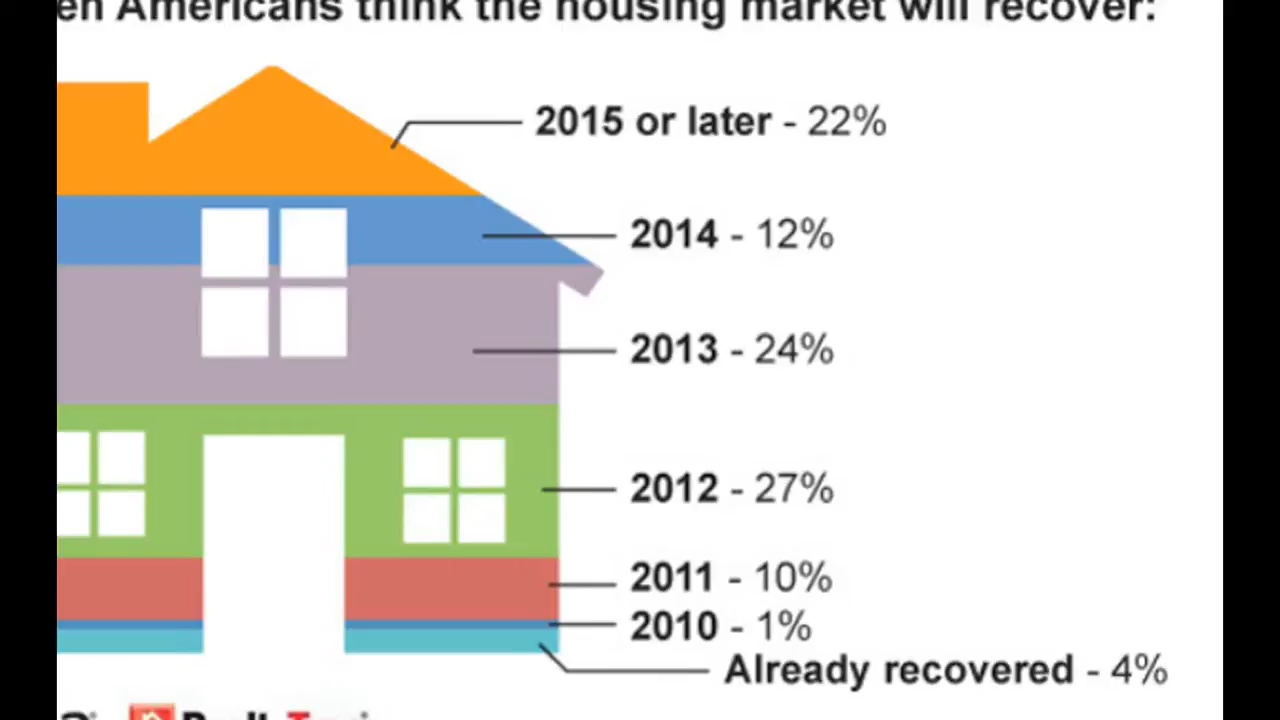 Americans think the housing market will recover:
2015 or later - 22%
2014 - 12%
2013 - 24%
2012 - 27%
2011 - 10%
2010 - 1%
Already recovered - 4%